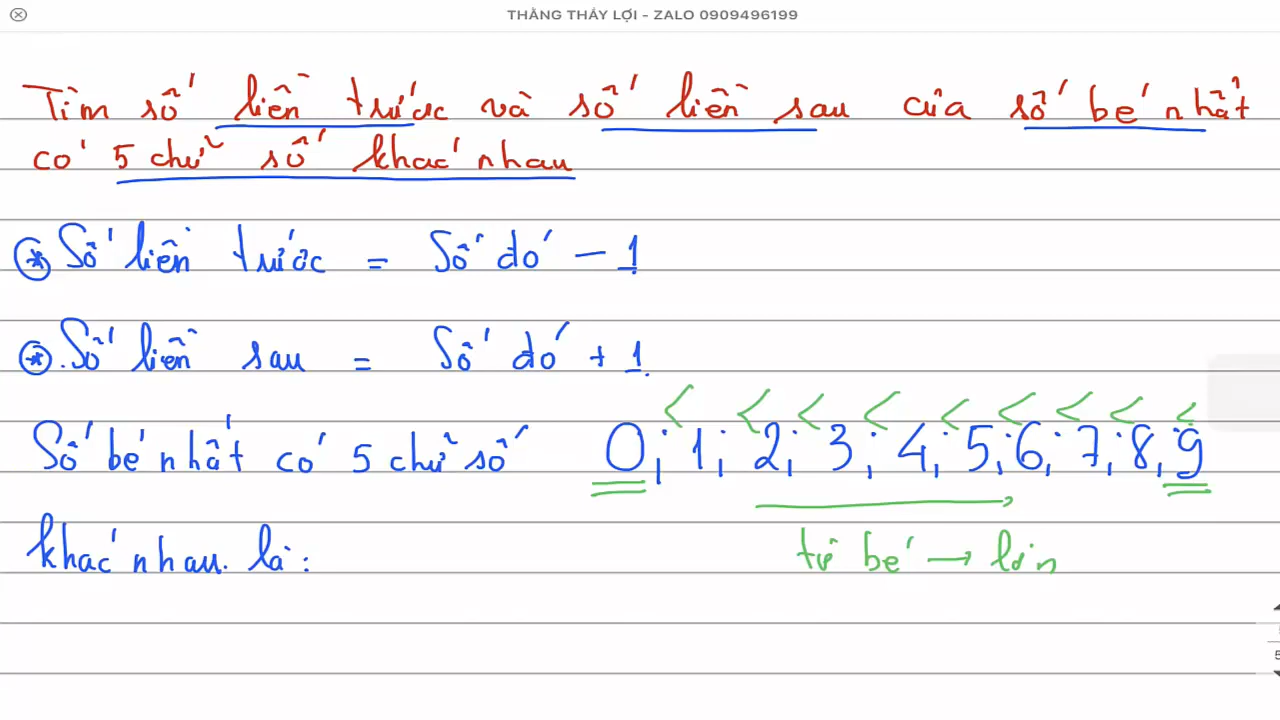 THẮNG THẦY LỢI - ZALO 0909496199
Tìm số liền trước và số liền sau của số bé nhất
có 5 chữ số khác nhau
* Số liền trước = Số đó - 1
* Số liền sau = Số đó + 1
< < < < < < < < <
Số bé nhất có 5 chữ số 0; 1; 2; 3; 4; 5; 6; 7; 8; 9
khác nhau là: từ bé → lớn
5